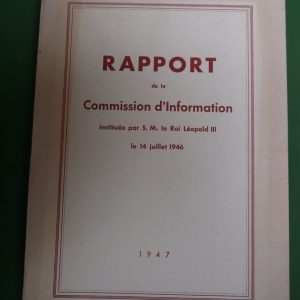 RAPPORT
de la
Commission d'Information
instituée par S. M. le Roi Léopold III
le 14 juillet 1946
1947